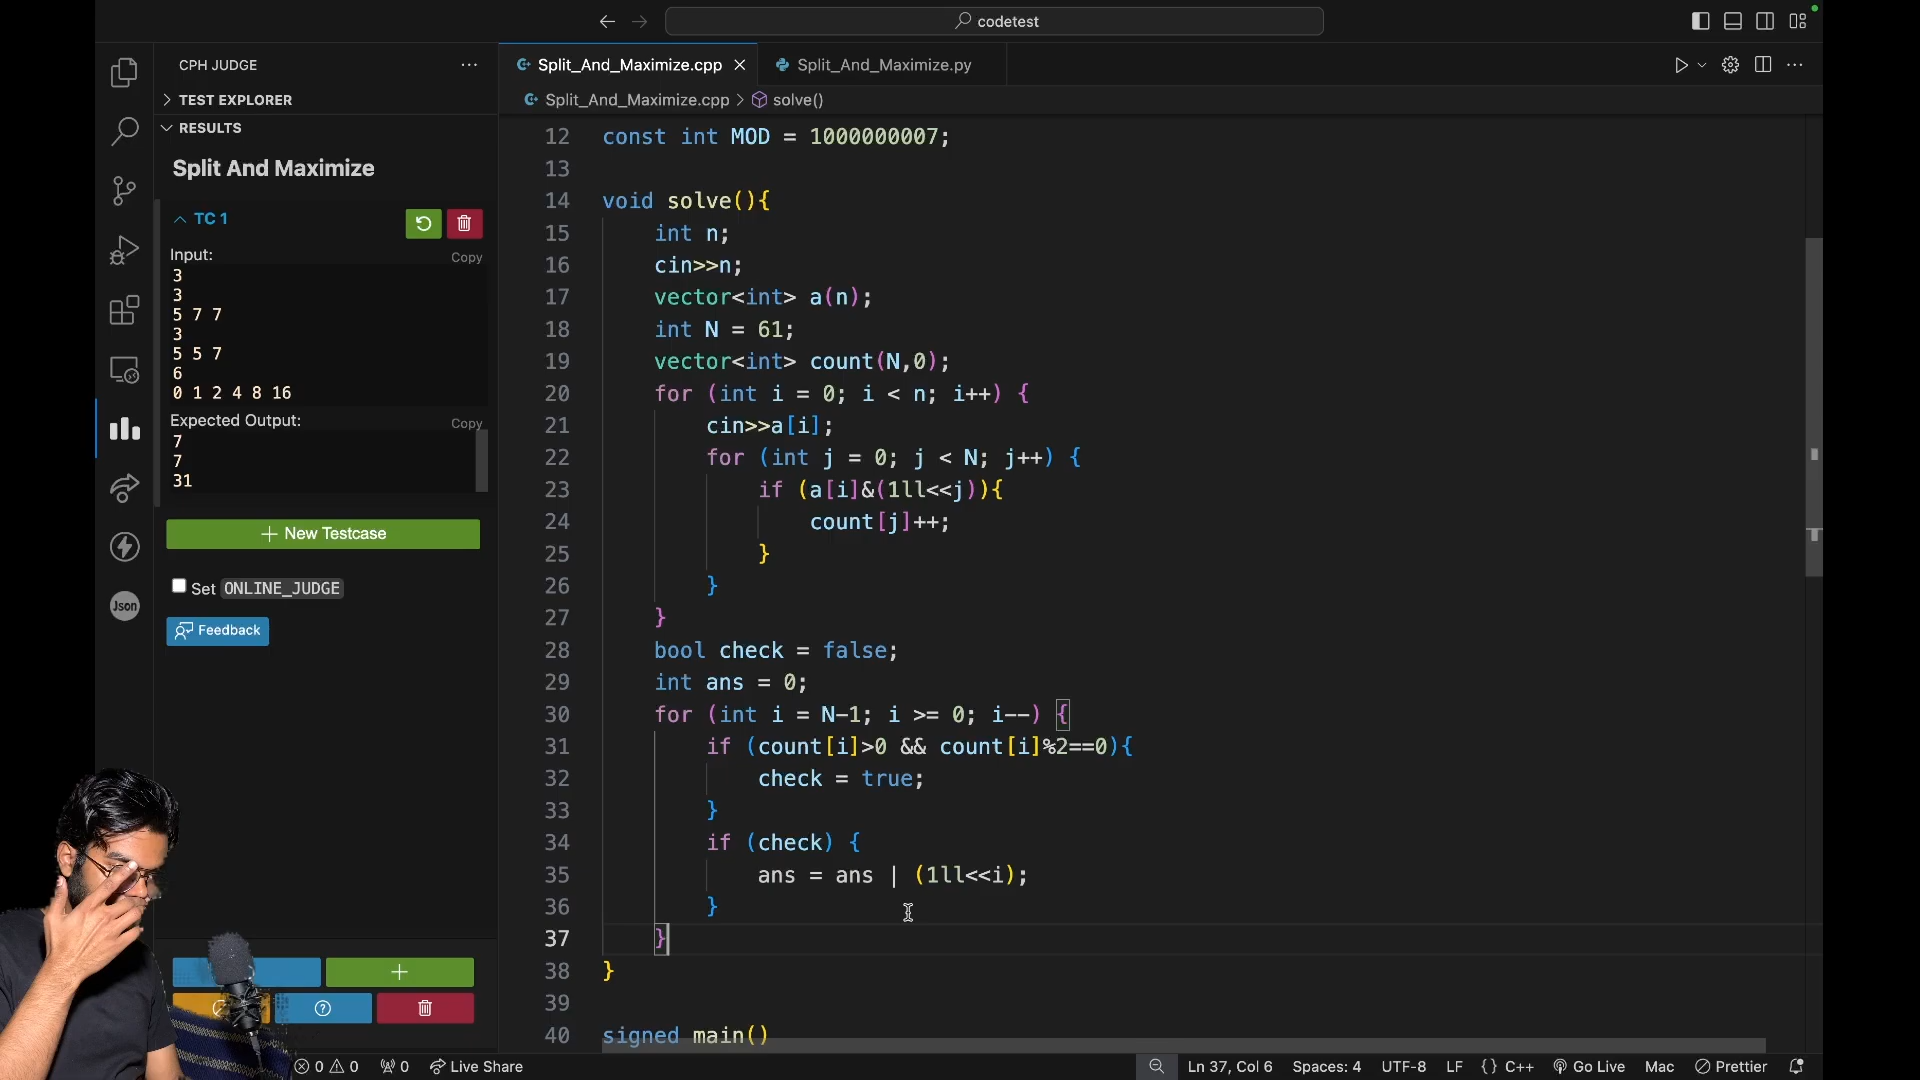 codetest
CPH JUDGE
TEST EXPLORER
RESULTS
Split And Maximize
TC 1
Input:
Copy
3
3
5 7 7
3
5 5 7
6
0 1 2 4 8 16
Expected Output:
Copy
7
7
31
New Testcase
Set ONLINE_JUDGE
Feedback
Json
Split_And_Maximize.cpp
Split_And_Maximize.py
Split_And_Maximize.cpp > solve()
12 const int MOD = 1000000007;
13
14 void solve(){
15 int n;
16 cin>>n;
17 vector<int> a(n);
18 int N = 61;
19 vector<int> count(N,0);
20 for (int i = 0; i < n; i++) {
21 cin>>a[i];
22 for (int j = 0; j < N; j++) {
23 if (a[i]&(1ll<<j)){
24 count[j]++;
25 }
26 }
27 }
28 bool check = false;
29 int ans = 0;
30 for (int i = N-1; i >= 0; i--) {
31 if (count[i]>0 && count[i]%2==0){
32 check = true;
33 }
34 if (check) {
35 ans = ans | (1ll<<i);
36 }
37 }
38 }
39
40 signed main()
0 0 0 Live Share
Ln 37, Col 6 Spaces: 4 UTF-8 LF {} C++ Go Live Mac Prettier